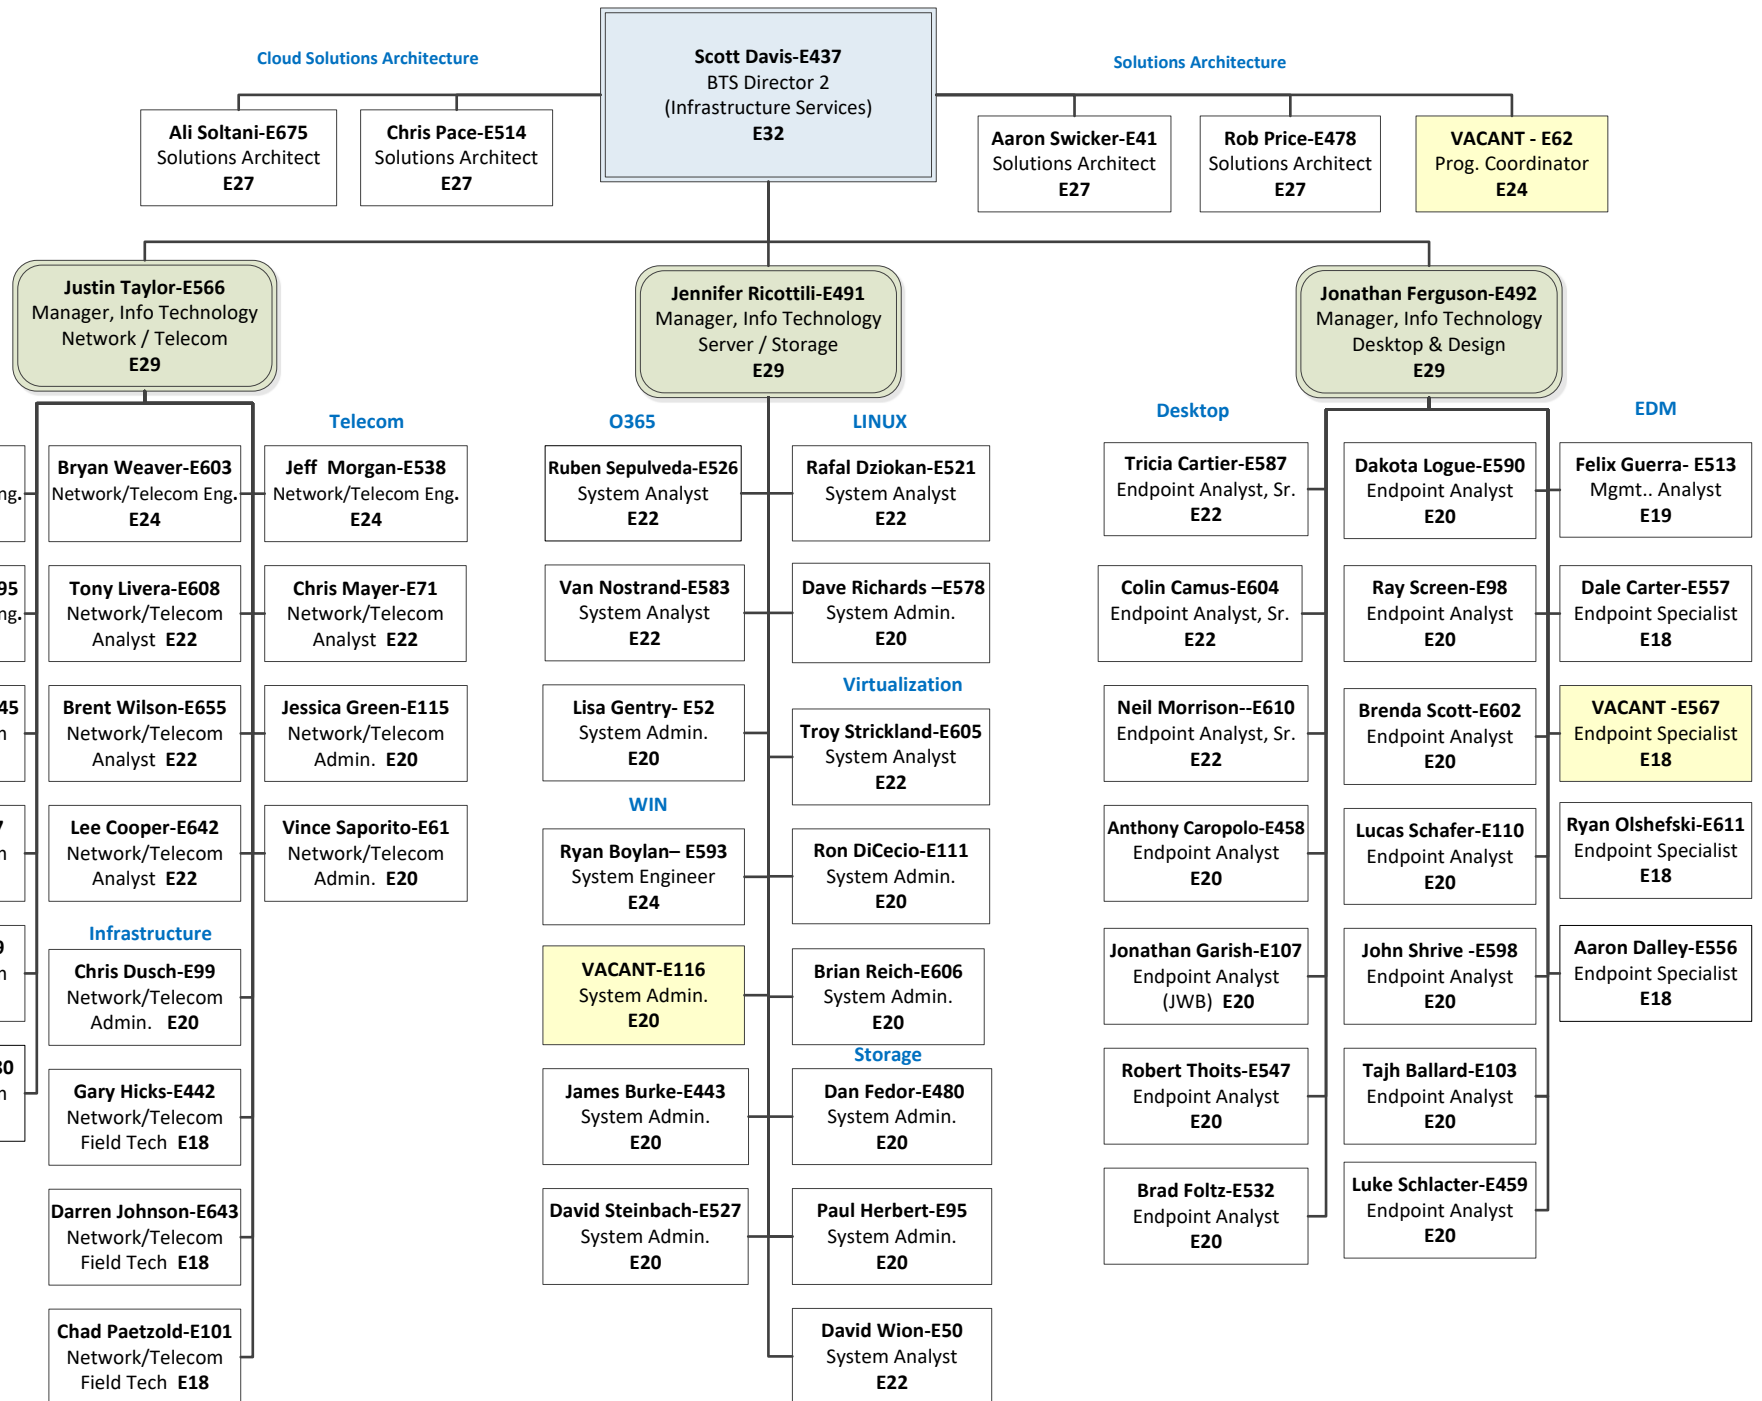 Cloud Solutions Architecture
Scott Davis-E437
BTS Director 2
(Infrastructure Services)
E32
Solutions Architecture
Ali Soltani-E675
Solutions Architect
E27
Chris Pace-E514
Solutions Architect
E27
Aaron Swicker-E41
Solutions Architect
E27
Rob Price-E478
Solutions Architect
E27
VACANT - E62
Prog. Coordinator
E24
Justin Taylor-E566
Manager, Info Technology
Network / Telecom
E29
Jennifer Ricottili-E491
Manager, Info Technology
Server / Storage
E29
Jonathan Ferguson-E492
Manager, Info Technology
Desktop & Design
E29
Bryan Weaver-E603
Network/Telecom Eng.
E24
Tony Livera-E608
Network/Telecom
Analyst E22
Brent Wilson-E655
Network/Telecom
Analyst E22
Lee Cooper-E642
Network/Telecom
Analyst E22
Infrastructure
Chris Dusch-E99
Network/Telecom
Admin. E20
Gary Hicks-E442
Network/Telecom
Field Tech E18
Darren Johnson-E643
Network/Telecom
Field Tech E18
Chad Paetzold-E101
Network/Telecom
Field Tech E18
Telecom
Jeff Morgan-E538
Network/Telecom Eng.
E24
Chris Mayer-E71
Network/Telecom
Analyst E22
Jessica Green-E115
Network/Telecom
Admin. E20
Vince Saporito-E61
Network/Telecom
Admin. E20
O365
Ruben Sepulveda-E526
System Analyst
E22
Van Nostrand-E583
System Analyst
E22
Lisa Gentry- E52
System Admin.
E20
WIN
Ryan Boylan– E593
System Engineer
E24
VACANT-E116
System Admin.
E20
James Burke-E443
System Admin.
E20
David Steinbach-E527
System Admin.
E20
LINUX
Rafal Dziokan-E521
System Analyst
E22
Dave Richards –E578
System Admin.
E20
Virtualization
Troy Strickland-E605
System Analyst
E22
Ron DiCecio-E111
System Admin.
E20
Brian Reich-E606
System Admin.
E20
Storage
Dan Fedor-E480
System Admin.
E20
Paul Herbert-E95
System Admin.
E20
David Wion-E50
System Analyst
E22
Desktop
Tricia Cartier-E587
Endpoint Analyst, Sr.
E22
Colin Camus-E604
Endpoint Analyst, Sr.
E22
Neil Morrison--E610
Endpoint Analyst, Sr.
E22
Anthony Caropolo-E458
Endpoint Analyst
E20
Jonathan Garish-E107
Endpoint Analyst
(JWB) E20
Robert Thoits-E547
Endpoint Analyst
E20
Brad Foltz-E532
Endpoint Analyst
E20
Dakota Logue-E590
Endpoint Analyst
E20
Ray Screen-E98
Endpoint Analyst
E20
Brenda Scott-E602
Endpoint Analyst
E20
Lucas Schafer-E110
Endpoint Analyst
E20
John Shrive -E598
Endpoint Analyst
E20
Tajh Ballard-E103
Endpoint Analyst
E20
Luke Schlacter-E459
Endpoint Analyst
E20
EDM
Felix Guerra- E513
Mgmt.. Analyst
E19
Dale Carter-E557
Endpoint Specialist
E18
VACANT -E567
Endpoint Specialist
E18
Ryan Olshefski-E611
Endpoint Specialist
E18
Aaron Dalley-E556
Endpoint Specialist
E18